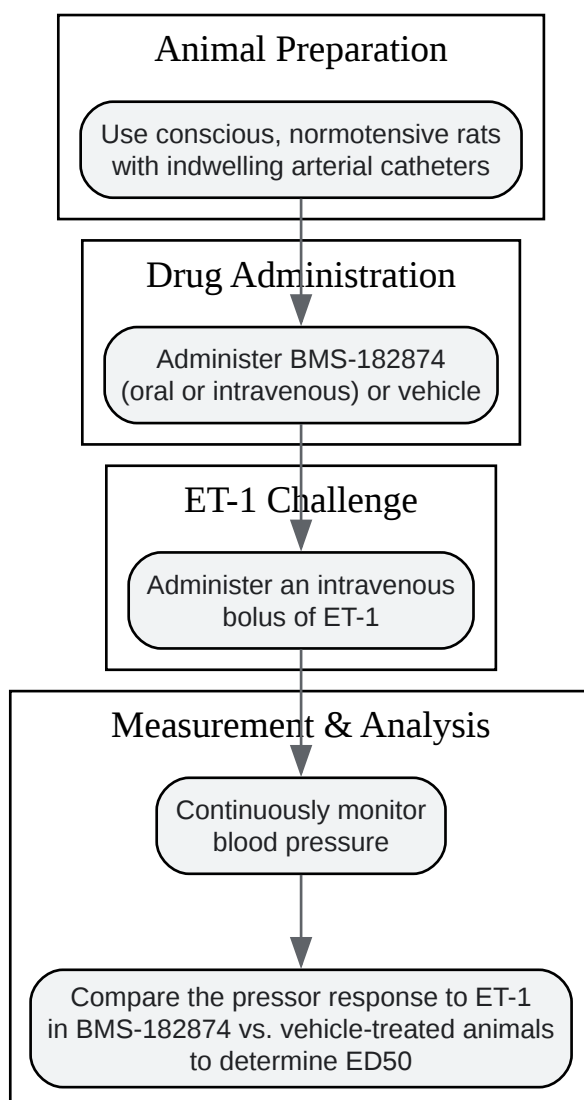 Animal Preparation
Use conscious, normotensive rats
with indwelling arterial catheters
Drug Administration
Administer BMS-182874
(oral or intravenous) or vehicle
ET-1 Challenge
Administer an intravenous
bolus of ET-1
Measurement & Analysis
Continuously monitor
blood pressure
Compare the pressor response to ET-1
in BMS-182874 vs. vehicle-treated animals
to determine ED50